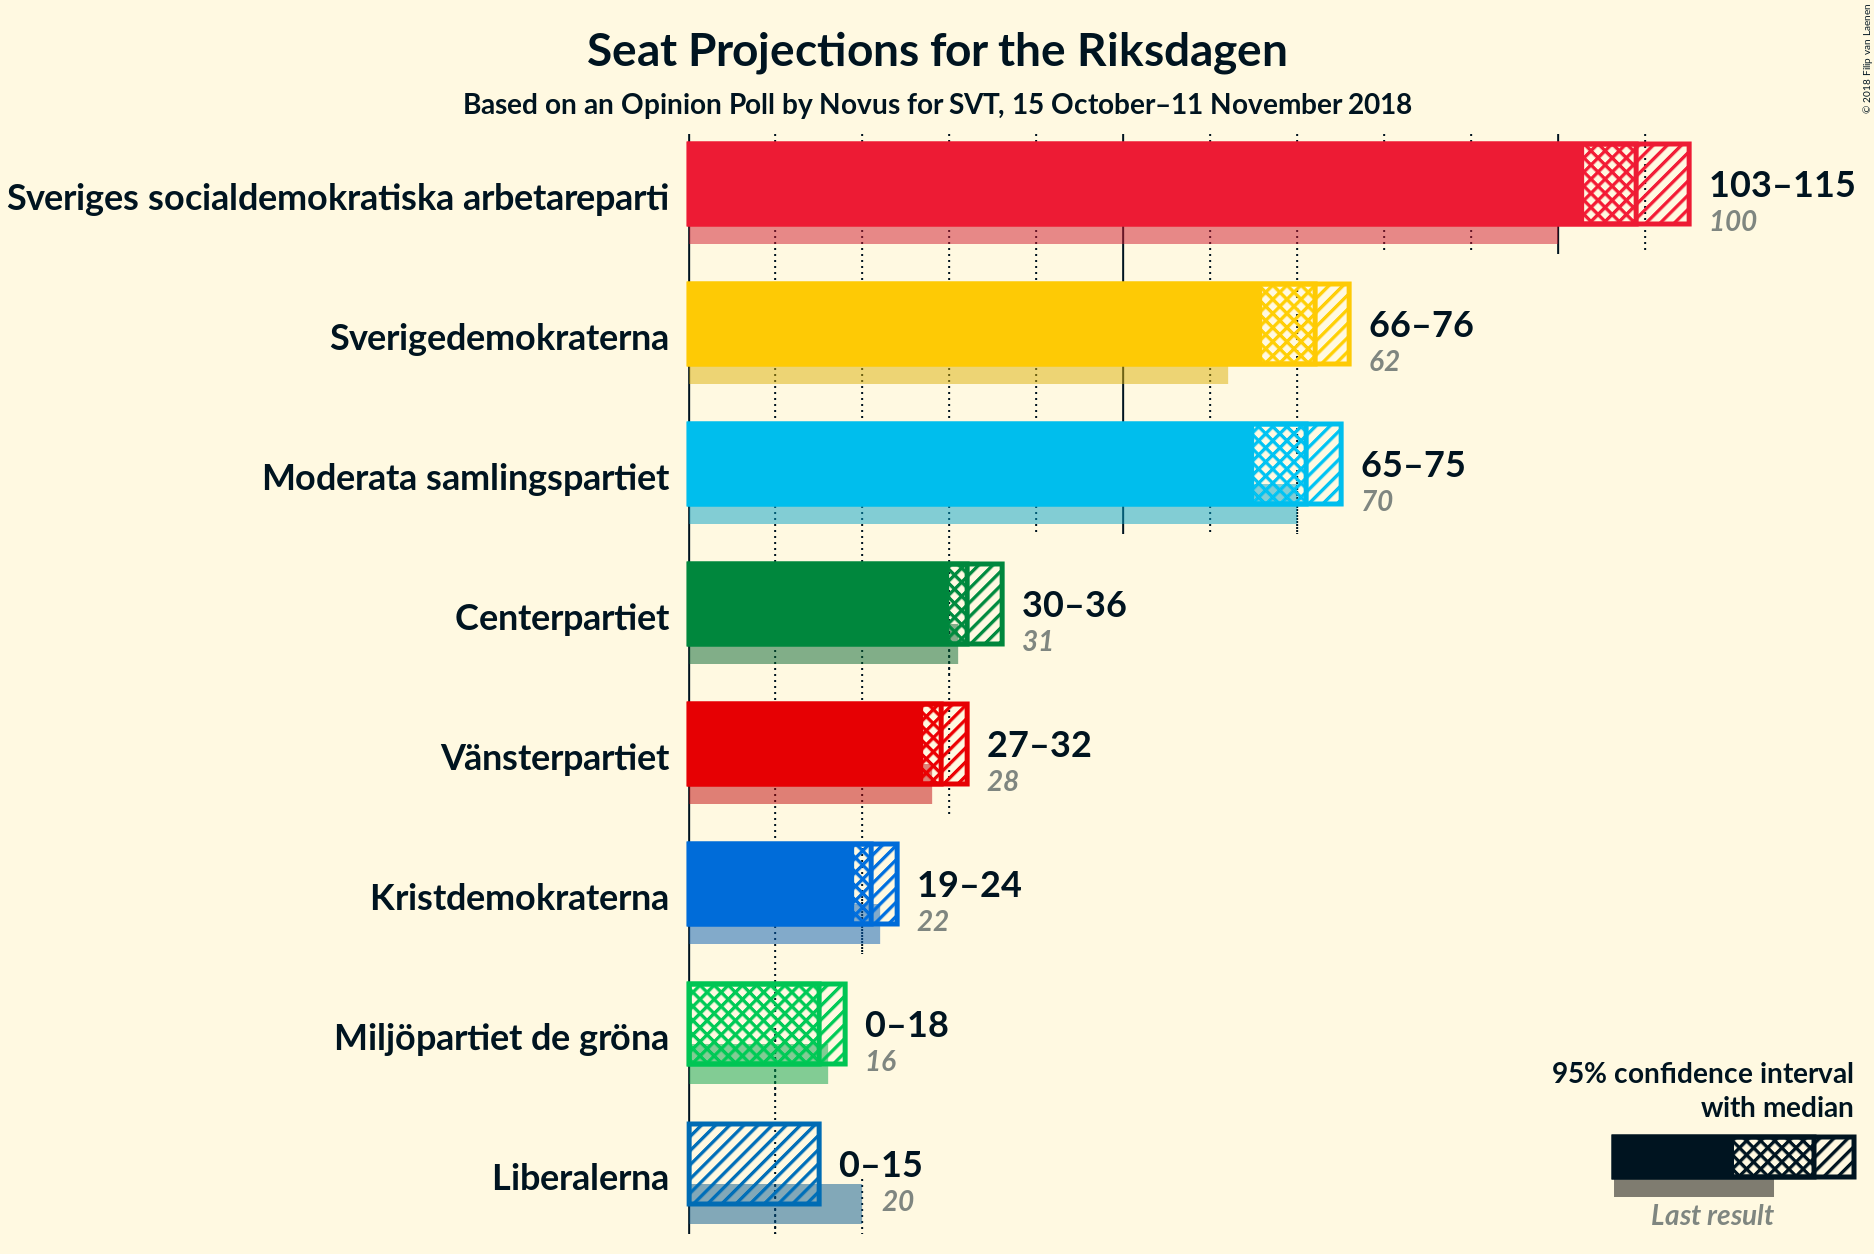 Seat Projections for the Riksdagen
Based on an Opinion Poll by Novus for SVT, 15 October–11 November 2018
© 2018 Filip van Laenen
Sveriges socialdemokratiska arbetareparti
103–115
100
Sverigedemokraterna
66–76
62
Moderata samlingspartiet
65–75
70
Centerpartiet
30–36
31
Vänsterpartiet
27–32
28
Kristdemokraterna
19–24
22
Miljöpartiet de gröna
0–18
16
Liberalerna
0–15
20
95% confidence interval
with median
Last result